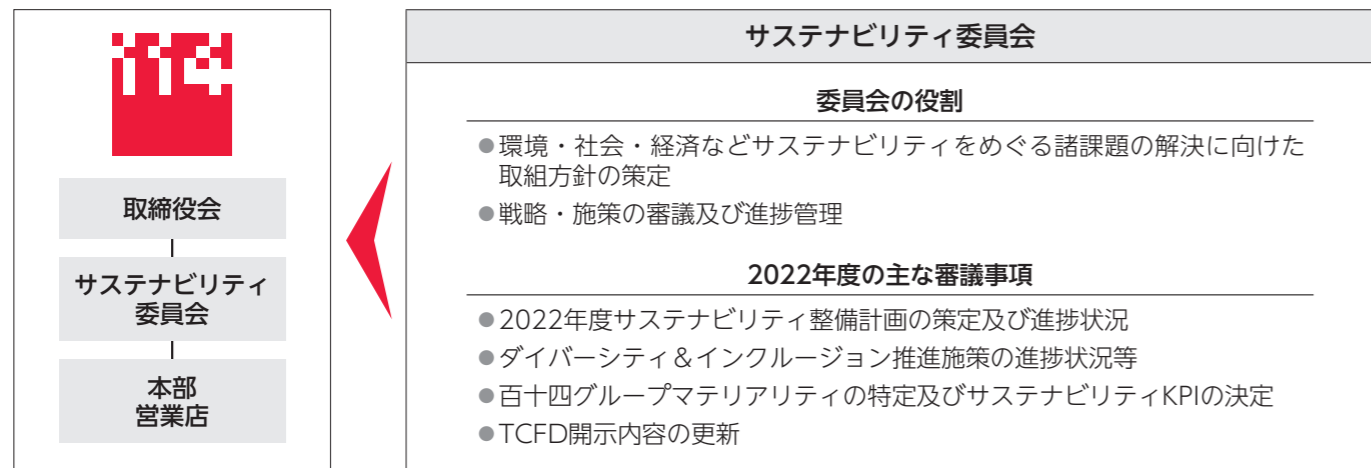 取締役会
サステナビリティ
委員会
本部
営業店
サステナビリティ委員会
委員会の役割
●環境・社会・経済などサステナビリティをめぐる諸課題の解決に向けた
取組方針の策定
●戦略・施策の審議及び進捗管理
2022年度の主な審議事項
●2022年度サステナビリティ整備計画の策定及び進捗状況
●ダイバーシティ＆インクルージョン推進施策の進捗状況等
●百十四グループマテリアリティの特定及びサステナビリティKPIの決定
●TCFD開示内容の更新